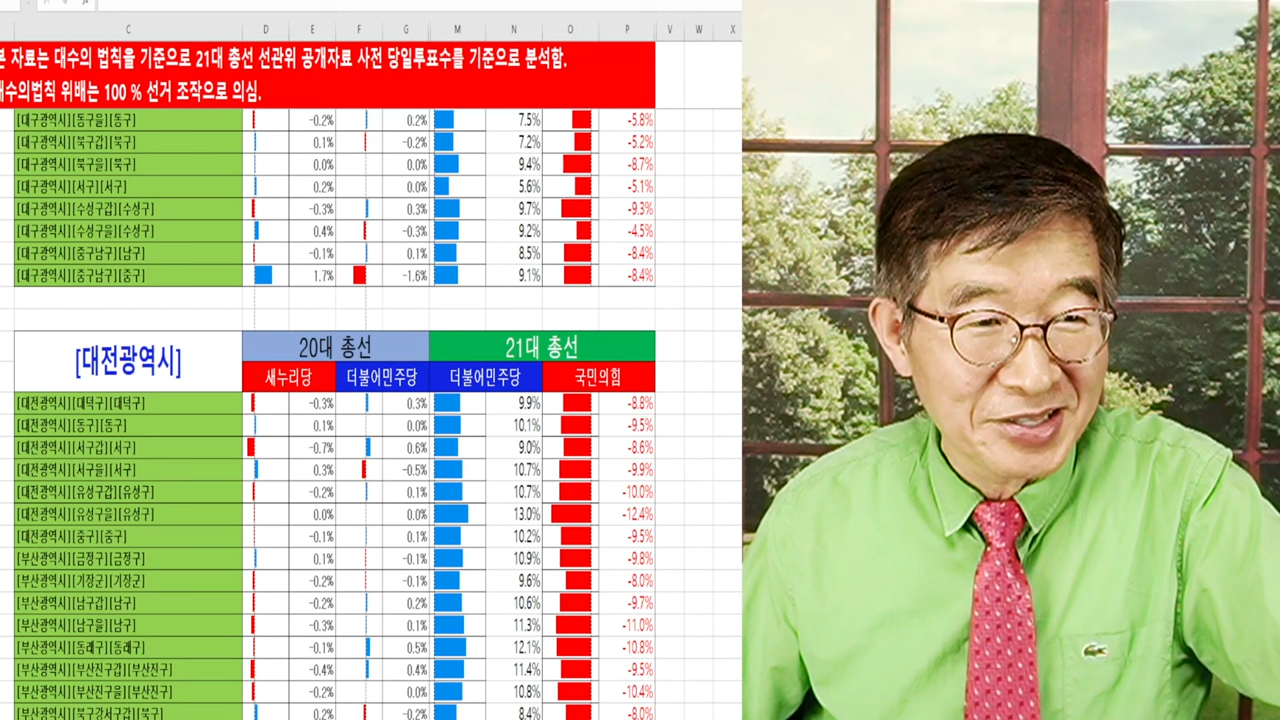 C D E F G M N O P V W X
본 자료는 대수의 법칙을 기준으로 21대 총선 선관위 공개자료 사전 당일투표수를 기준으로 분석함.
대수의법칙 위배는 100 % 선거 조작으로 의심.
[대구광역시][동구을][동구] -0.2% 0.2% 7.5% -5.8%
[대구광역시][북구갑][북구] 0.1% -0.2% 7.2% -5.2%
[대구광역시][북구을][북구] 0.0% 0.0% 9.4% -8.7%
[대구광역시][서구][서구] 0.2% 0.0% 5.6% -5.1%
[대구광역시][수성구갑][수성구] -0.3% 0.3% 9.7% -9.3%
[대구광역시][수성구을][수성구] 0.4% -0.3% 9.2% -4.5%
[대구광역시][중구남구][남구] -0.1% 0.1% 8.5% -8.4%
[대구광역시][중구남구][중구] 1.7% -1.6% 9.1% -8.4%
[대전광역시] 20대 총선 21대 총선
새누리당 더불어민주당 더불어민주당 국민의힘
[대전광역시][대덕구][대덕구] -0.3% 0.3% 9.9% -8.8%
[대전광역시][동구][동구] 0.1% 0.0% 10.1% -9.5%
[대전광역시][서구갑][서구] -0.7% 0.6% 9.0% -8.6%
[대전광역시][서구을][서구] 0.3% -0.5% 10.7% -9.9%
[대전광역시][유성구갑][유성구] -0.2% 0.1% 10.7% -10.0%
[대전광역시][유성구을][유성구] 0.0% 0.0% 13.0% -12.4%
[대전광역시][중구][중구] -0.1% 0.1% 10.2% -9.5%
[부산광역시][금정구][금정구] 0.1% -0.1% 10.9% -9.8%
[부산광역시][기장군][기장군] -0.2% -0.1% 9.6% -8.0%
[부산광역시][남구갑][남구] -0.2% 0.2% 10.6% -9.7%
[부산광역시][남구을][남구] -0.3% 0.1% 11.3% -11.0%
[부산광역시][동래구][동래구] -0.1% 0.5% 12.1% -10.8%
[부산광역시][부산진구갑][부산진구] -0.4% 0.4% 11.4% -9.5%
[부산광역시][부산진구을][부산진구] -0.2% 0.0% 10.8% -10.4%
[부산광역시][북구강서구갑][북구] 0.2% -0.2% 8.4% -8.0%